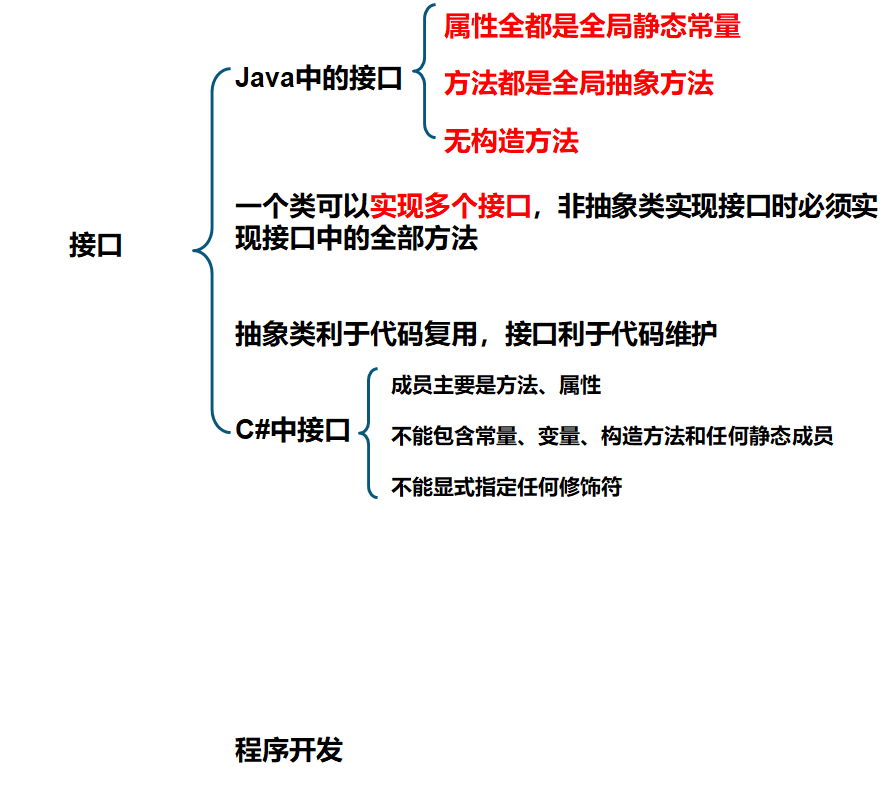 属性全都是全局静态常量
Java中的接口
方法都是全局抽象方法
无构造方法
一个类可以实现多个接口，非抽象类实现接口时必须实
现接口中的全部方法
接口
抽象类利于代码复用，接口利于代码维护
成员主要是方法、属性
C#中接口
不能包含常量、变量、构造方法和任何静态成员
不能显式指定任何修饰符
程序开发